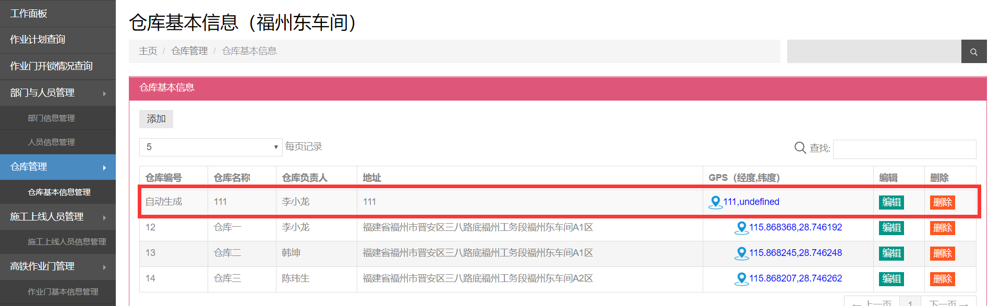 工作面板
作业计划查询
作业门开锁情况查询
部门与人员管理
部门信息管理
人员信息管理
仓库管理
仓库基本信息管理
施工上线人员管理
施工上线人员信息管理
高铁作业门管理
作业门基本信息管理
仓库基本信息（福州东车间）
主页 / 仓库管理 / 仓库基本信息
仓库基本信息
添加
5 每页记录
查找:
仓库编号 仓库名称 仓库负责人 地址 GPS（经度,纬度） 编辑 删除
自动生成 111 李小龙 111 111,undefined 编辑 删除
12 仓库一 李小龙 福建省福州市晋安区三八路底福州工务段福州东车间A1区 115.868368,28.746192 编辑 删除
13 仓库二 韩坤 福建省福州市晋安区三八路底福州工务段福州东车间A1区 115.868245,28.746248 编辑 删除
14 仓库三 陈玮生 福建省福州市晋安区三八路底福州工务段福州东车间A2区 115.868207,28.746262 编辑 删除
← 上一页 1 下一页 →